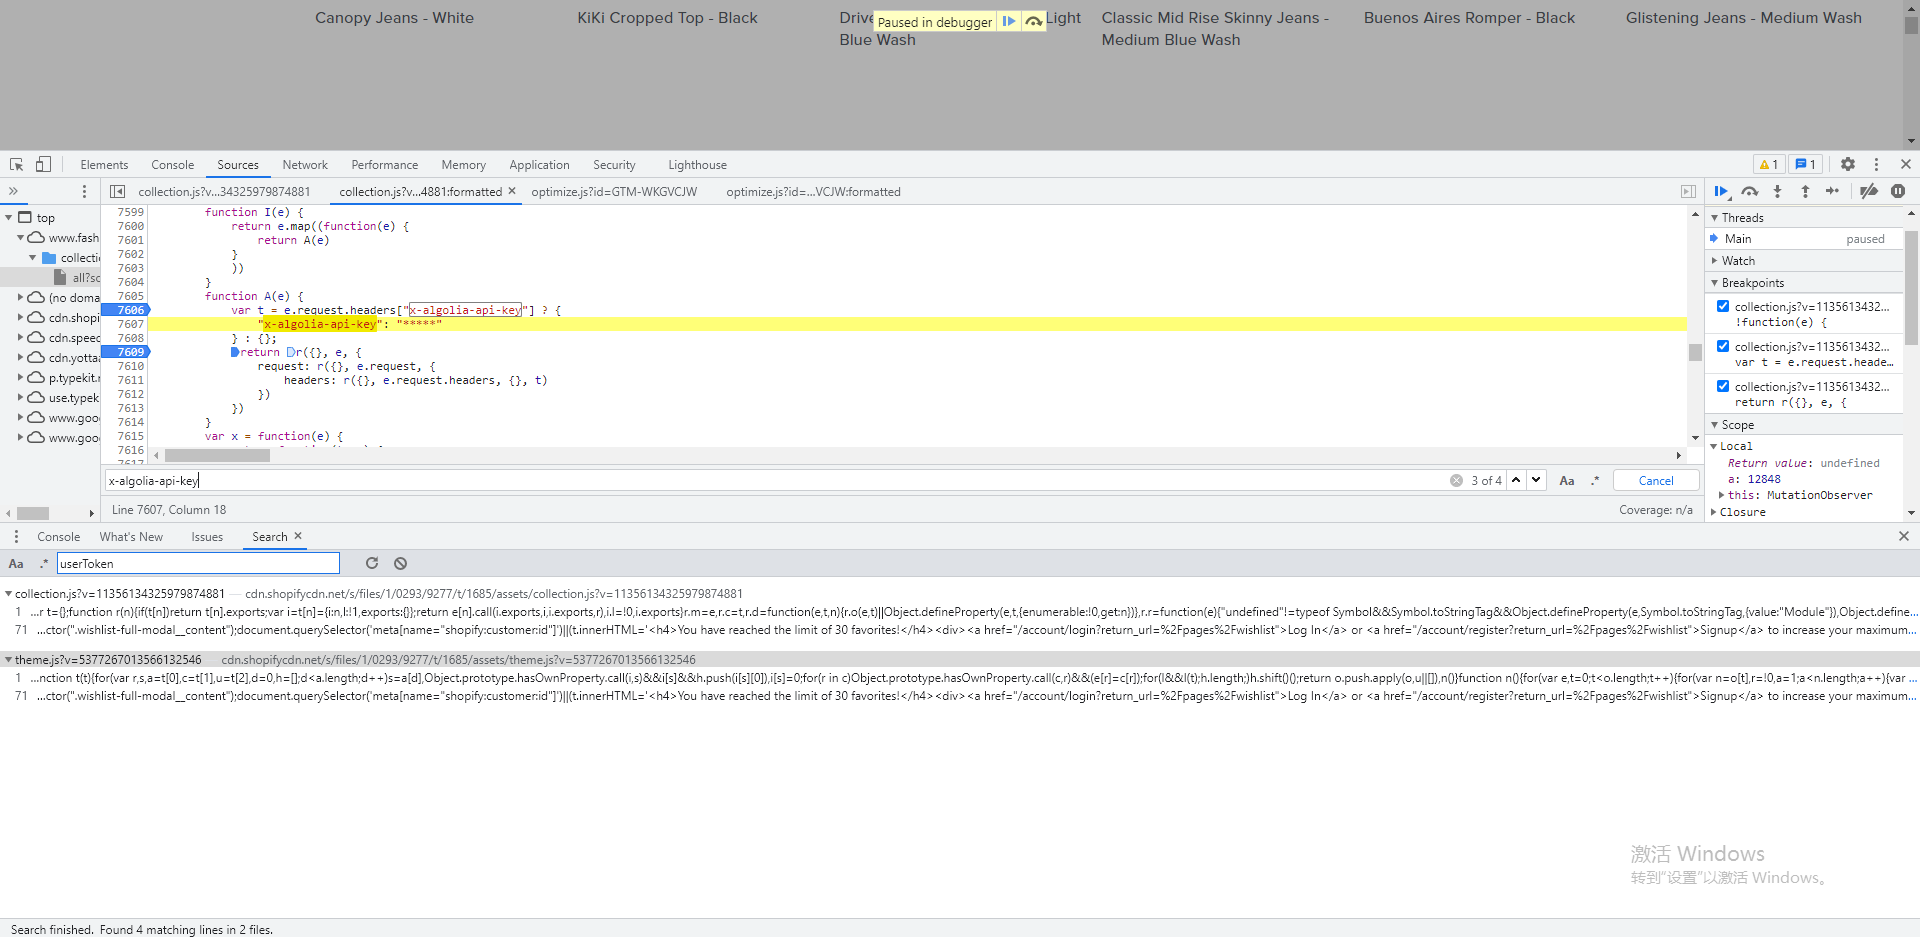 Canopy Jeans - White
KiKi Cropped Top - Black
Drive
Light
Blue Wash
Paused in debugger
Classic Mid Rise Skinny Jeans -
Medium Blue Wash
Buenos Aires Romper - Black
Glistening Jeans - Medium Wash
Elements Console Sources Network Performance Memory Application Security Lighthouse 1 1
collection.js?v...34325979874881 collection.js?v...4881:formatted optimize.js?id=GTM-WKGVCJW optimize.js?id=...VCJW:formatted
top
www.fash
collecti
all?sc
(no doma
cdn.shopi
cdn.speec
cdn.yotta
p.typekit.r
use.typek
www.goo
www.goo
7599 function I(e) {
7600 return e.map((function(e) {
7601 return A(e)
7602 }
7603 ))
7604 }
7605 function A(e) {
7606 var t = e.request.headers["x-algolia-api-key"] ? {
7607 "x-algolia-api-key": "*****"
7608 } : {};
7609 return r({}, e, {
7610 request: r({}, e.request, {
7611 headers: r({}, e.request.headers, {}, t)
7612 })
7613 })
7614 }
7615 var x = function(e) {
7616
7617
x-algolia-api-key 3 of 4 Aa .* Cancel
Line 7607, Column 18 Coverage: n/a
Threads
Main paused
Watch
Breakpoints
collection.js?v=1135613432...
!function(e) {
collection.js?v=1135613432...
var t = e.request.heade…
collection.js?v=1135613432...
return r({}, e, {
Scope
Local
Return value: undefined
a: 12848
this: MutationObserver
Closure
Console What's New Issues Search
Aa .* userToken
collection.js?v=11356134325979874881 — cdn.shopifycdn.net/s/files/1/0293/9277/t/1685/assets/collection.js?v=11356134325979874881
1 ...r t={};function r(n){if(t[n])return t[n].exports;var i=t[n]={i:n,l:!1,exports:{}};return e[n].call(i.exports,i,i.exports,r),i.l=!0,i.exports}r.m=e,r.c=t,r.d=function(e,t,n){r.o(e,t)||Object.defineProperty(e,t,{enumerable:!0,get:n})},r.r=function(e){"undefined"!=typeof Symbol&&Symbol.toStringTag&&Object.defineProperty(e,Symbol.toStringTag,{value:"Module"}),Object.define...
71 ...ctor(".wishlist-full-modal__content");document.querySelector('meta[name="shopify:customer:id"]')||(t.innerHTML='<h4>You have reached the limit of 30 favorites!</h4><div><a href="/account/login?return_url=%2Fpages%2Fwishlist">Log In</a> or <a href="/account/register?return_url=%2Fpages%2Fwishlist">Signup</a> to increase your maximum...
theme.js?v=5377267013566132546 cdn.shopifycdn.net/s/files/1/0293/9277/t/1685/assets/theme.js?v=5377267013566132546
1 ...nction t(t){for(var r,s,a=t[0],c=t[1],u=t[2],d=0,h=[];d<a.length;d++)s=a[d],Object.prototype.hasOwnProperty.call(i,s)&&i[s]&&h.push(i[s][0]),i[s]=0;for(r in c)Object.prototype.hasOwnProperty.call(c,r)&&(e[r]=c[r]);for(l&&l(t);h.length;)h.shift()();return o.push.apply(o,u||[]),n()}function n(){for(var e,t=0;t<o.length;t++){for(var n=o[t],r=!0,a=1;a<n.length;a++){var ...
71 ...ctor(".wishlist-full-modal__content");document.querySelector('meta[name="shopify:customer:id"]')||(t.innerHTML='<h4>You have reached the limit of 30 favorites!</h4><div><a href="/account/login?return_url=%2Fpages%2Fwishlist">Log In</a> or <a href="/account/register?return_url=%2Fpages%2Fwishlist">Signup</a> to increase your maximum...
激活 Windows
转到"设置"以激活 Windows。
Search finished. Found 4 matching lines in 2 files.